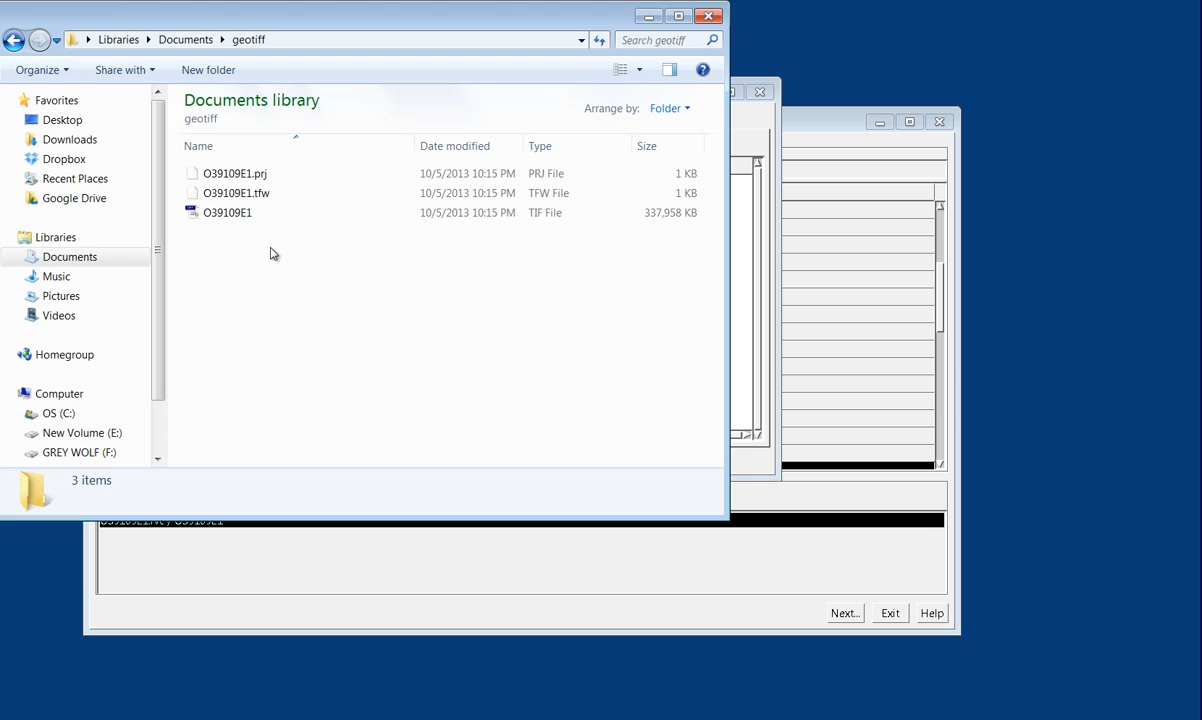 Libraries Documents geotiff
Search geotiff
Organize Share with New folder
Favorites
Desktop
Downloads
Dropbox
Recent Places
Google Drive
Libraries
Documents
Music
Pictures
Videos
Homegroup
Computer
OS (C:)
New Volume (E:)
GREY WOLF (F:)
Documents library
geotiff
Arrange by: Folder
Name Date modified Type Size
O39109E1.prj 10/5/2013 10:15 PM PRJ File 1 KB
O39109E1.tfw 10/5/2013 10:15 PM TFW File 1 KB
O39109E1 10/5/2013 10:15 PM TIF File 337,958 KB
3 items
Next... Exit Help